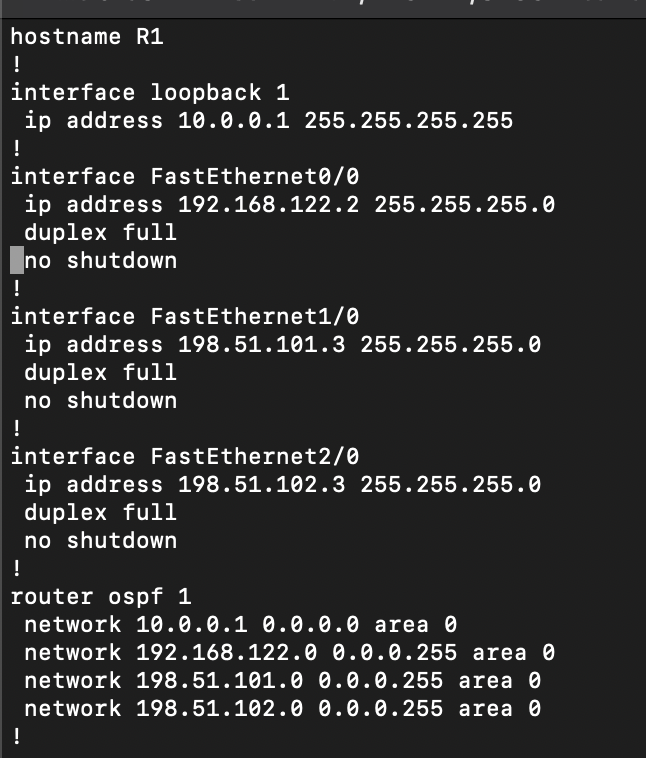 hostname R1
!
interface loopback 1
 ip address 10.0.0.1 255.255.255.255
!
interface FastEthernet0/0
 ip address 192.168.122.2 255.255.255.0
 duplex full
 no shutdown
!
interface FastEthernet1/0
 ip address 198.51.101.3 255.255.255.0
 duplex full
 no shutdown
!
interface FastEthernet2/0
 ip address 198.51.102.3 255.255.255.0
 duplex full
 no shutdown
!
router ospf 1
 network 10.0.0.1 0.0.0.0 area 0
 network 192.168.122.0 0.0.0.255 area 0
 network 198.51.101.0 0.0.0.255 area 0
 network 198.51.102.0 0.0.0.255 area 0
!